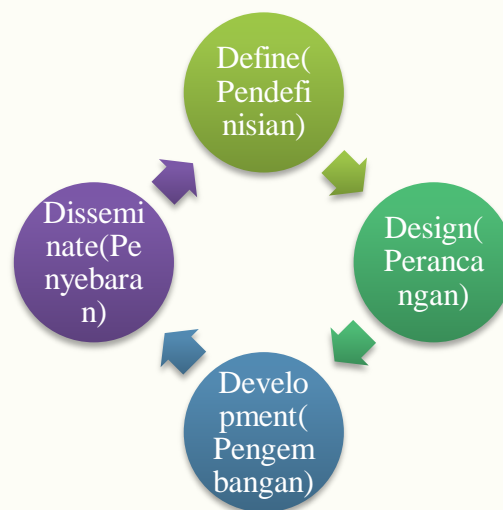 Define(
Pendefi
nisian)
Design(
Peranca
ngan)
Develo
pment(
Pengem
bangan)
Dissemi
nate(Pe
nyebara
n)